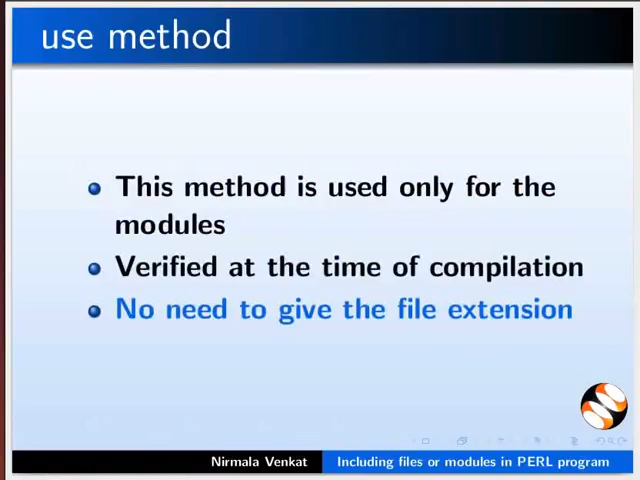 use method
This method is used only for the
modules
Verified at the time of compilation
No need to give the file extension
Nirmala Venkat
Including files or modules in PERL program